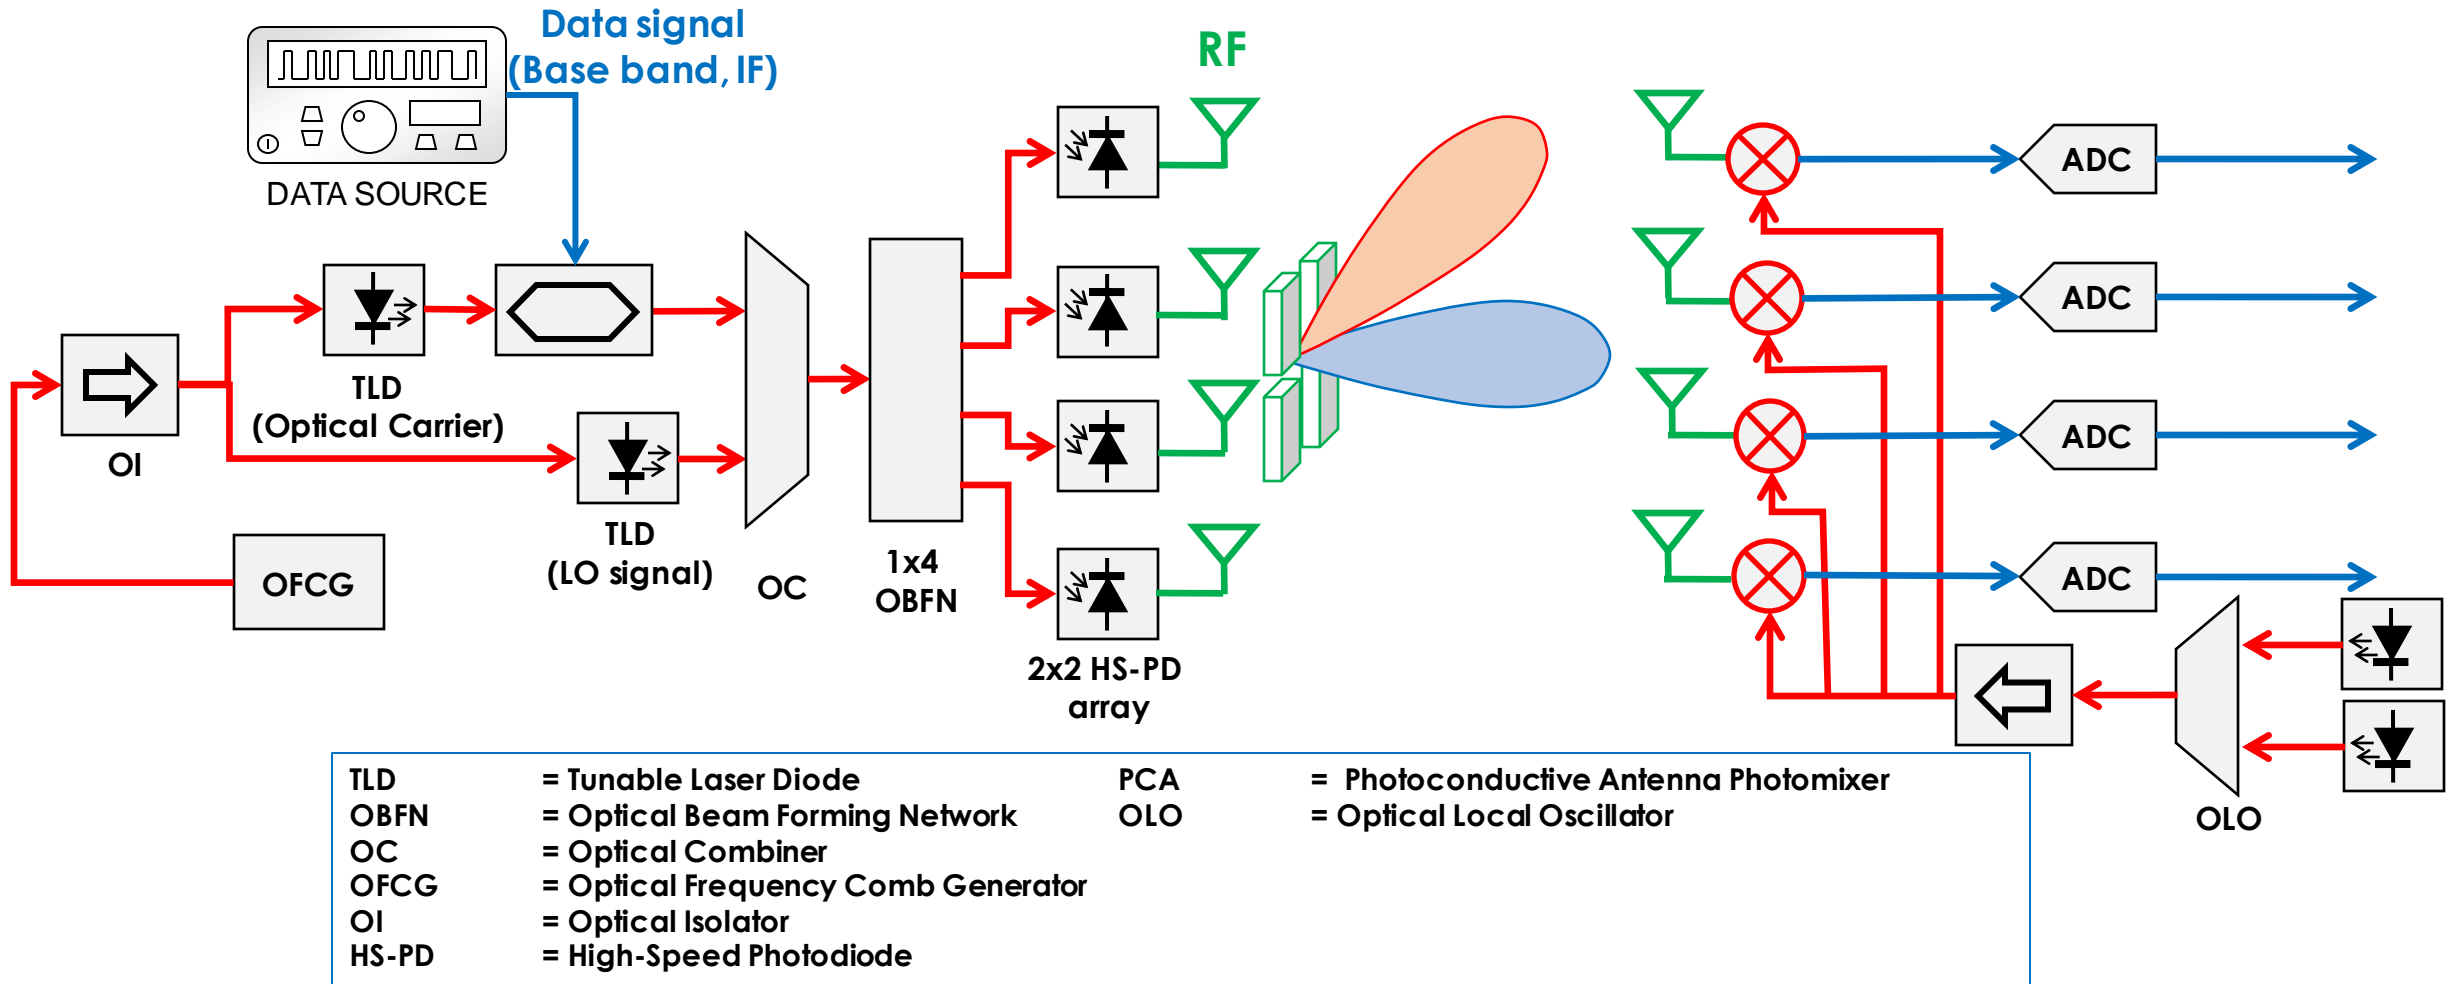 Data signal
(Base band, IF)
RF
DATA SOURCE
ADC
ADC
ADC
ADC
TLD
(Optical Carrier)
OI
OFCG
TLD
(LO signal)
OC
1x4
OBFN
2x2 HS-PD
array
OLO
TLD = Tunable Laser Diode
OBFN = Optical Beam Forming Network
OC = Optical Combiner
OFCG = Optical Frequency Comb Generator
OI = Optical Isolator
HS-PD = High-Speed Photodiode
PCA = Photoconductive Antenna Photomixer
OLO = Optical Local Oscillator